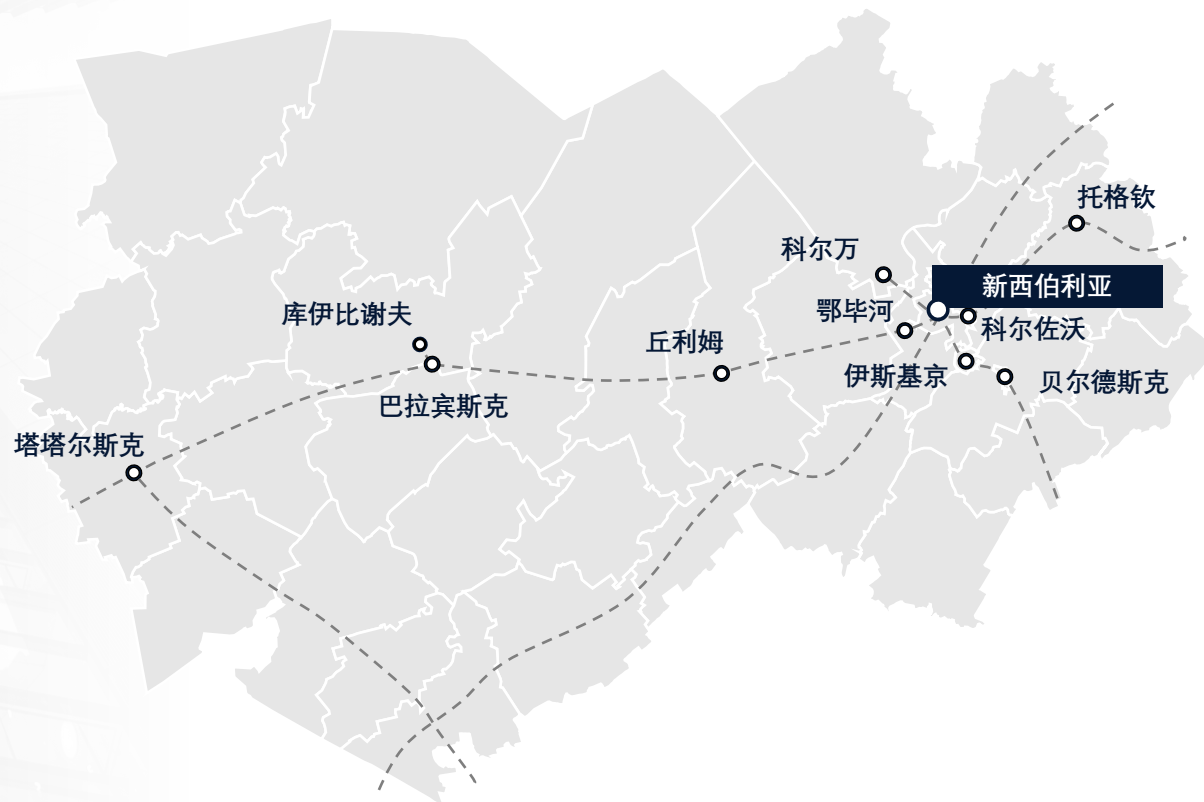 托格钦
科尔万
新西伯利亚
库伊比谢夫
鄂毕河
科尔佐沃
丘利姆
伊斯基京
贝尔德斯克
巴拉宾斯克
塔塔尔斯克